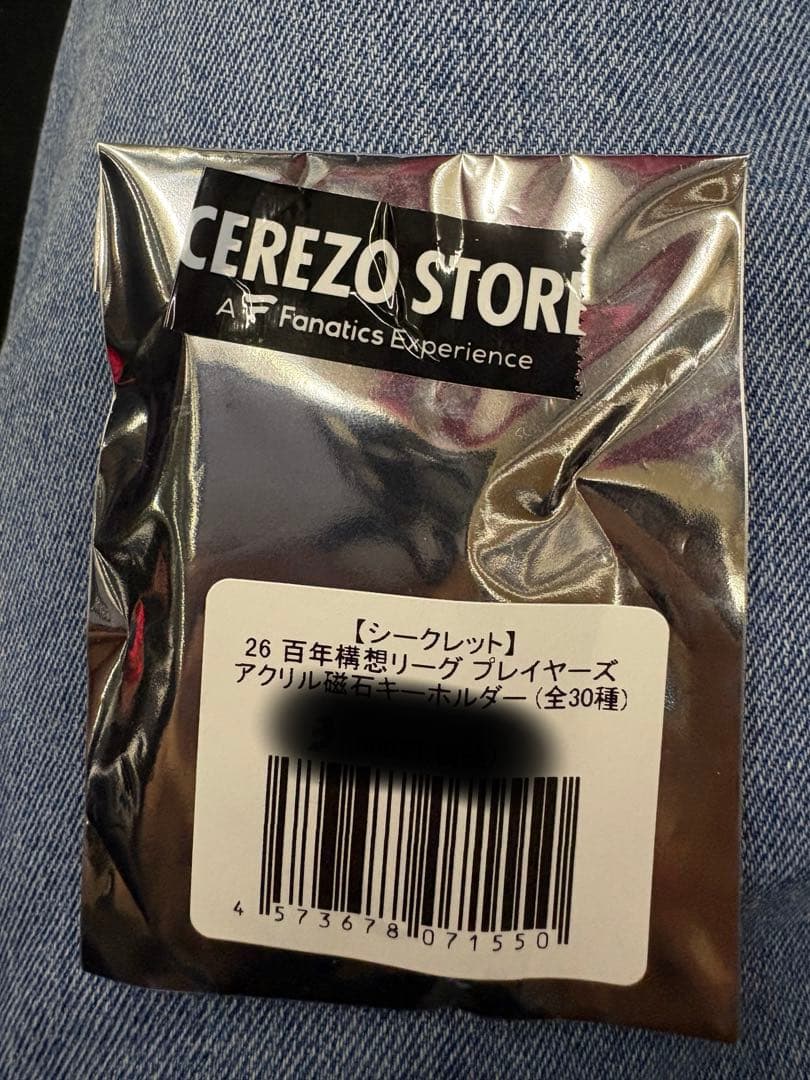 CEREZO STORE
A F Fanatics Experience
【シークレット】
26 百年構想リーグ プレイヤーズ
アクリル磁石キーホルダー (全30種)
4 573678 071550